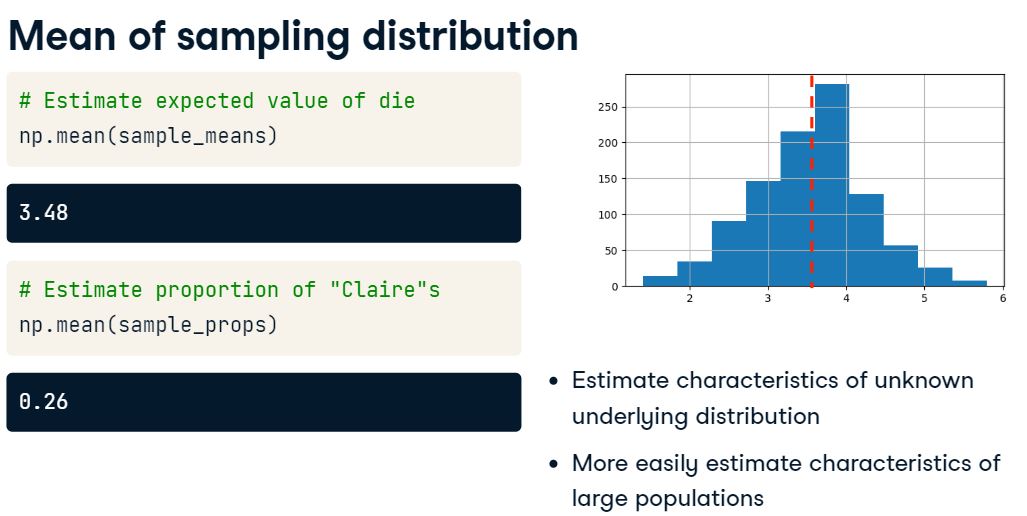 Mean of sampling distribution
# Estimate expected value of die
np.mean(sample_means)
3.48
# Estimate proportion of "Claire"s
np.mean(sample_props)
0.26
250
200
150
100
50
0
2 3 4 5 6
• Estimate characteristics of unknown
underlying distribution
• More easily estimate characteristics of
large populations